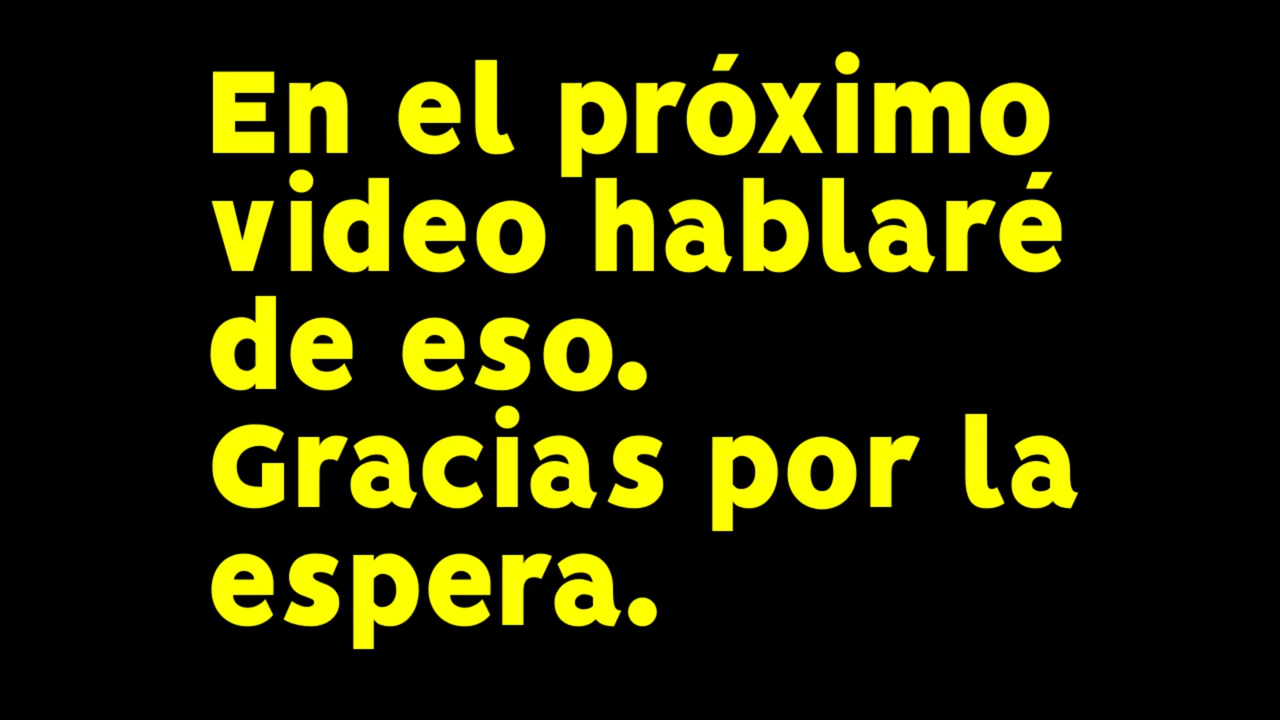 En el próximo
video hablaré
de eso.
Gracias por la
espera.